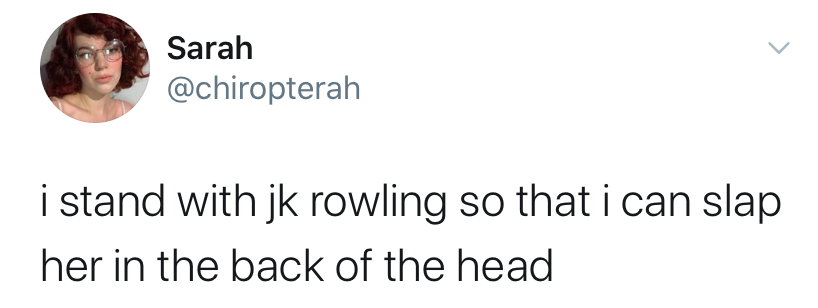 Sarah
@chiropterah
i stand with jk rowling so that i can slap
her in the back of the head